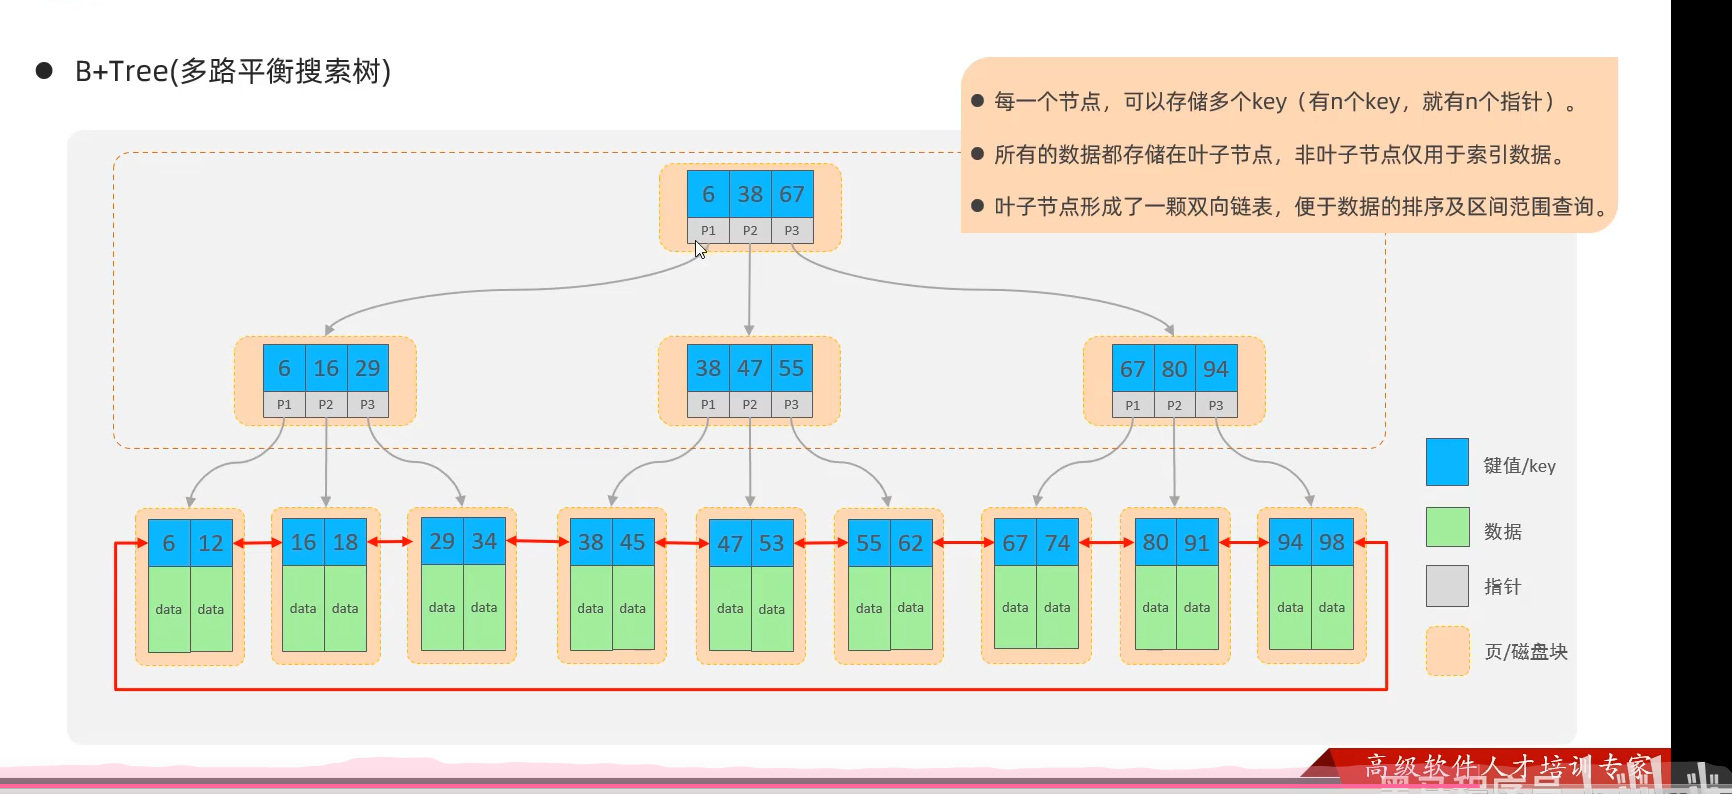 B+Tree(多路平衡搜索树)
每一个节点，可以存储多个key（有n个key，就有n个指针）。
所有的数据都存储在叶子节点，非叶子节点仅用于索引数据。
叶子节点形成了一颗双向链表，便于数据的排序及区间范围查询。
6 38 67
P1 P2 P3
6 16 29 38 47 55 67 80 94
P1 P2 P3 P1 P2 P3 P1 P2 P3
6 12 16 18 29 34 38 45 47 53 55 62 67 74 80 91 94 98
data data data data data data data data data data data data data data data data data data
键值/key
数据
指针
页/磁盘块
高级软件人才培训专家